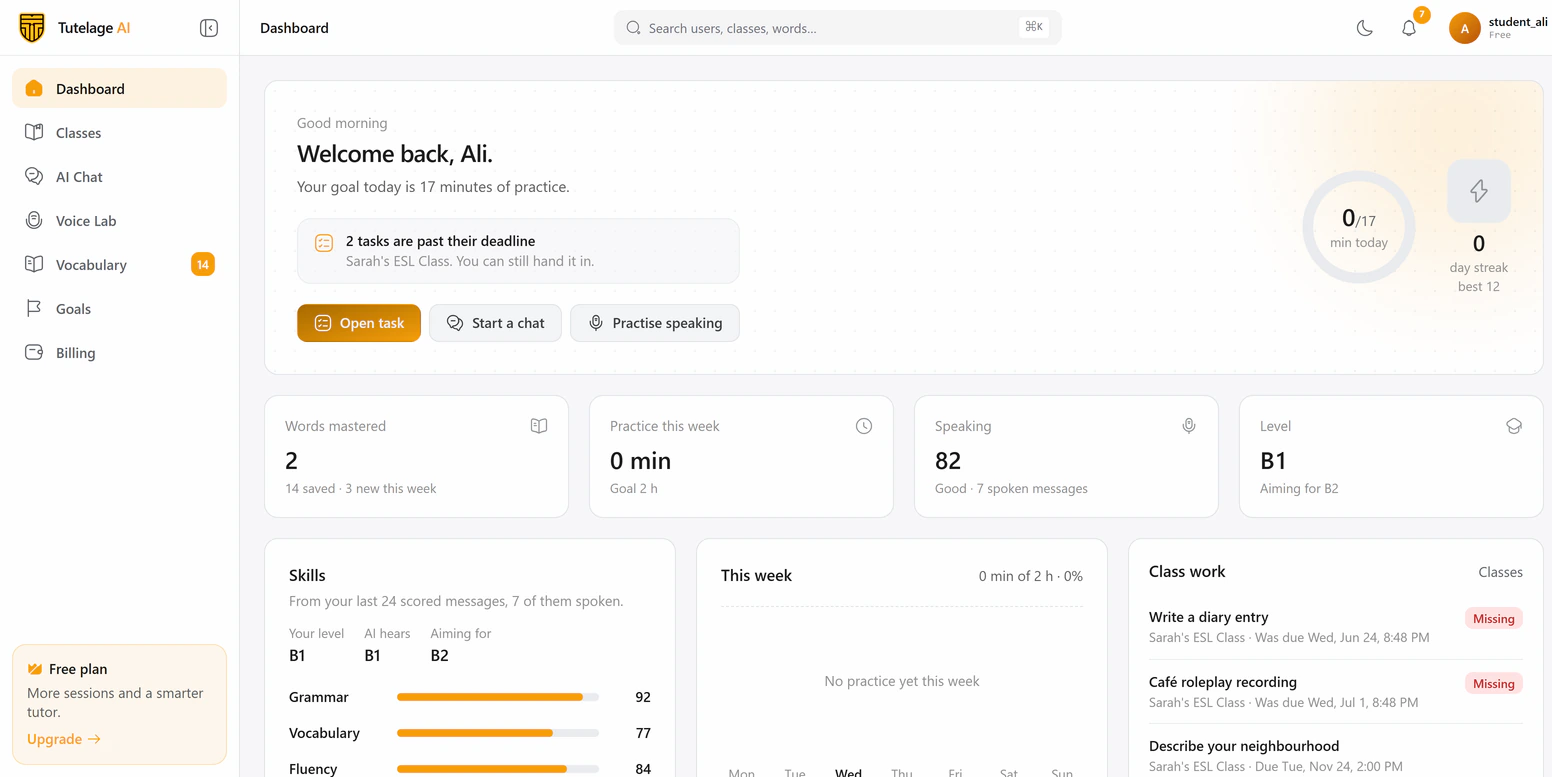 Tutelage AI
Dashboard
Search users, classes, words...
⌘K
7
A
student_ali
Free
Dashboard
Classes
AI Chat
Voice Lab
Vocabulary
14
Goals
Billing
Free plan
More sessions and a smarter
tutor.
Upgrade →
Good morning
Welcome back, Ali.
Your goal today is 17 minutes of practice.
2 tasks are past their deadline
Sarah's ESL Class. You can still hand it in.
Open task
Start a chat
Practise speaking
0/17
min today
0
day streak
best 12
Words mastered
2
14 saved · 3 new this week
Practice this week
0 min
Goal 2 h
Speaking
82
Good · 7 spoken messages
Level
B1
Aiming for B2
Skills
From your last 24 scored messages, 7 of them spoken.
Your level AI hears Aiming for
B1 B1 B2
Grammar 92
Vocabulary 77
Fluency 84
This week
0 min of 2 h · 0%
No practice yet this week
Mon Tue Wed Thu Fri Sat Sun
Class work
Classes
Write a diary entry
Missing
Sarah's ESL Class · Was due Wed, Jun 24, 8:48 PM
Café roleplay recording
Missing
Sarah's ESL Class · Was due Wed, Jul 1, 8:48 PM
Describe your neighbourhood
Sarah's ESL Class · Due Tue, Nov 24, 2:00 PM